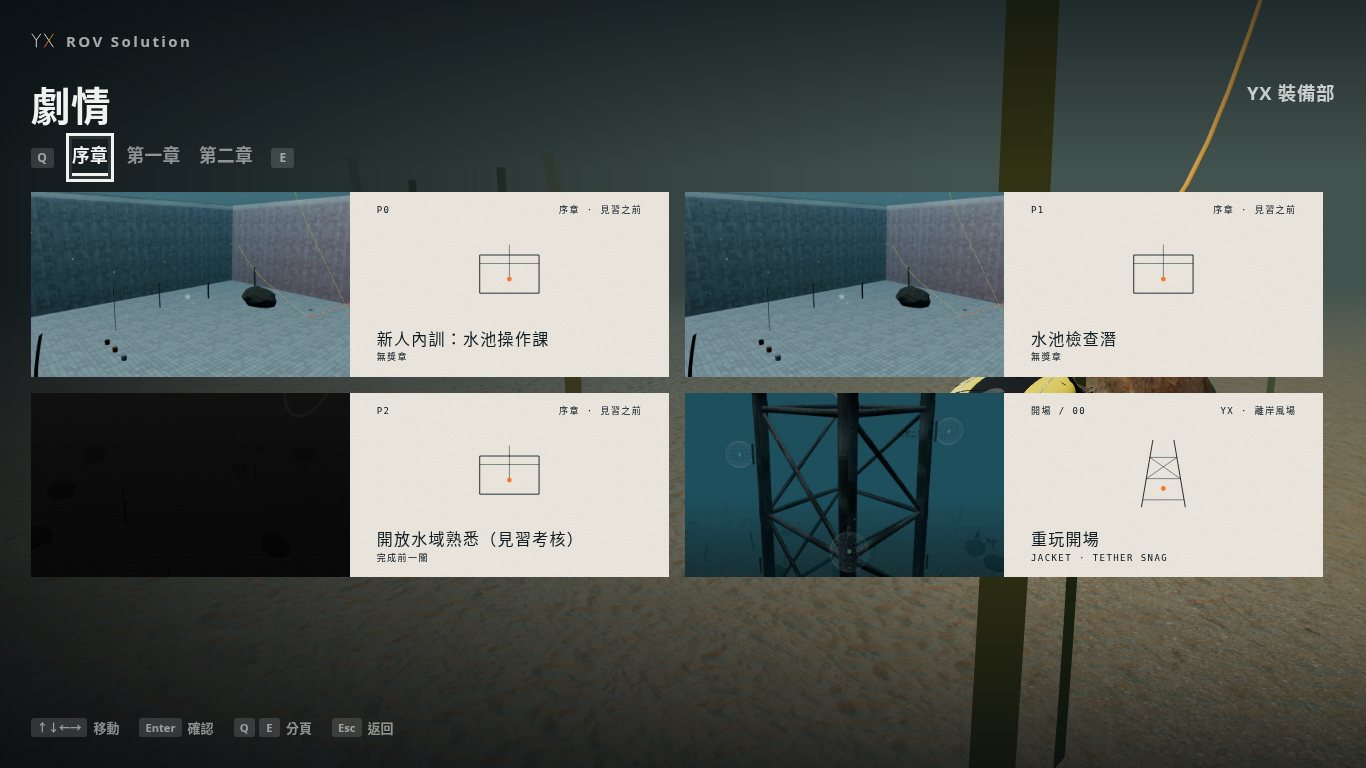 YX ROV Solution
劇情
YX 裝備部
Q 序章 第一章 第二章 E
P0 序章 · 見習之前
新人內訓：水池操作課
無獎章
P1 序章 · 見習之前
水池檢查潛
無獎章
P2 序章 · 見習之前
開放水域熟悉（見習考核）
完成前一關
開場 / 00 YX · 離岸風場
重玩開場
JACKET · TETHER SNAG
↑↓←→ 移動 Enter 確認 Q E 分頁 Esc 返回